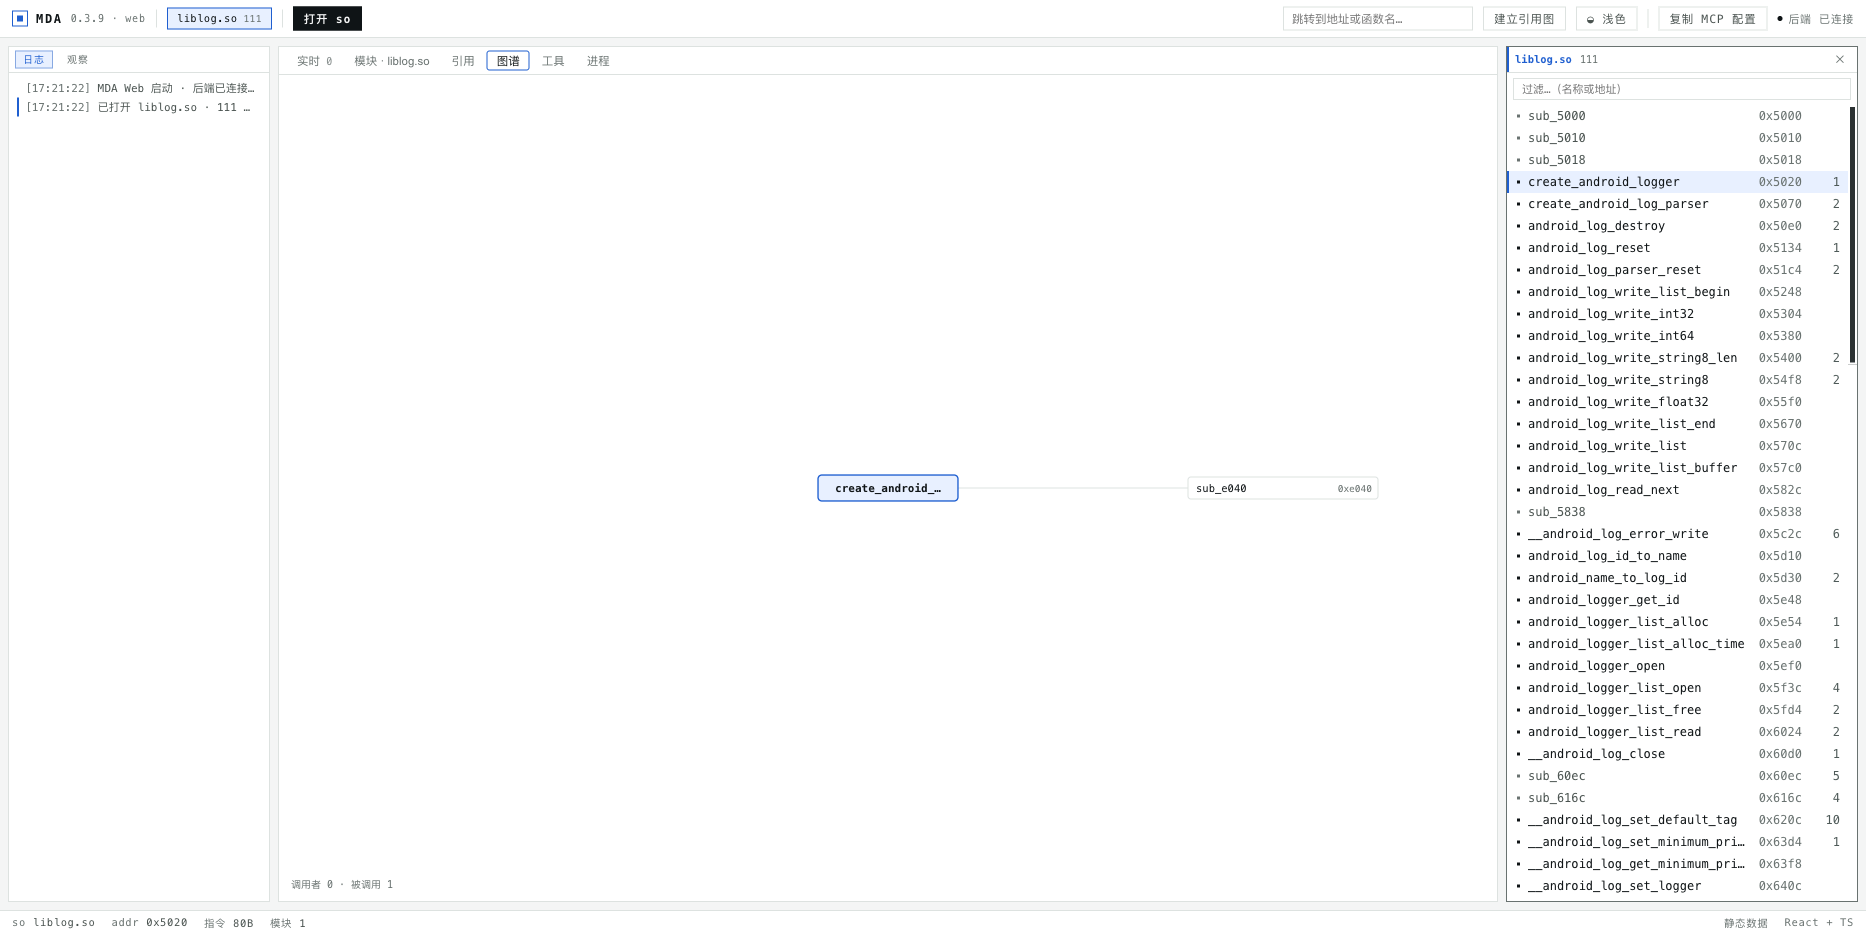 MDA 0.3.9 · web liblog.so 111 打开 so 跳转到地址或函数名… 建立引用图 浅色 复制 MCP 配置 后端 已连接
日志 观察
[17:21:22] MDA Web 启动 · 后端已连接…
[17:21:22] 已打开 liblog.so · 111 …
实时 0 模块 · liblog.so 引用 图谱 工具 进程
create_android_…
sub_e040 0xe040
调用者 0 · 被调用 1
liblog.so 111 ×
过滤… (名称或地址)
sub_5000 0x5000
sub_5010 0x5010
sub_5018 0x5018
create_android_logger 0x5020 1
create_android_log_parser 0x5070 2
android_log_destroy 0x50e0 2
android_log_reset 0x5134 1
android_log_parser_reset 0x51c4 2
android_log_write_list_begin 0x5248
android_log_write_int32 0x5304
android_log_write_int64 0x5380
android_log_write_string8_len 0x5400 2
android_log_write_string8 0x54f8 2
android_log_write_float32 0x55f0
android_log_write_list_end 0x5670
android_log_write_list 0x570c
android_log_write_list_buffer 0x57c0
android_log_read_next 0x582c
sub_5838 0x5838
__android_log_error_write 0x5c2c 6
android_log_id_to_name 0x5d10
android_name_to_log_id 0x5d30 2
android_logger_get_id 0x5e48
android_logger_list_alloc 0x5e54 1
android_logger_list_alloc_time 0x5ea0 1
android_logger_open 0x5ef0
android_logger_list_open 0x5f3c 4
android_logger_list_free 0x5fd4 2
android_logger_list_read 0x6024 2
__android_log_close 0x60d0 1
sub_60ec 0x60ec 5
sub_616c 0x616c 4
__android_log_set_default_tag 0x620c 10
__android_log_set_minimum_pri… 0x63d4 1
__android_log_get_minimum_pri… 0x63f8
__android_log_set_logger 0x640c
so liblog.so addr 0x5020 指令 80B 模块 1 静态数据 React + TS